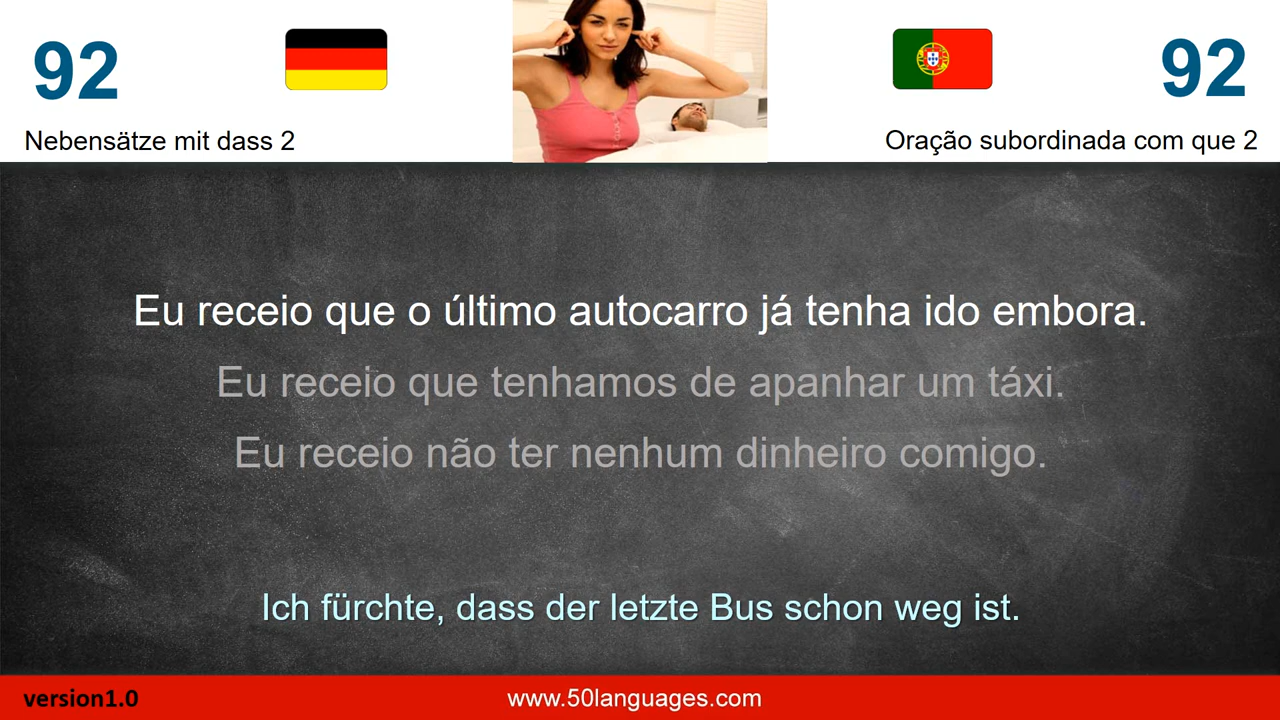 92
92
Nebensätze mit dass 2
Oração subordinada com que 2
Eu receio que o último autocarro já tenha ido embora.
Eu receio que tenhamos de apanhar um táxi.
Eu receio não ter nenhum dinheiro comigo.
Ich fürchte, dass der letzte Bus schon weg ist.
version1.0
www.50languages.com